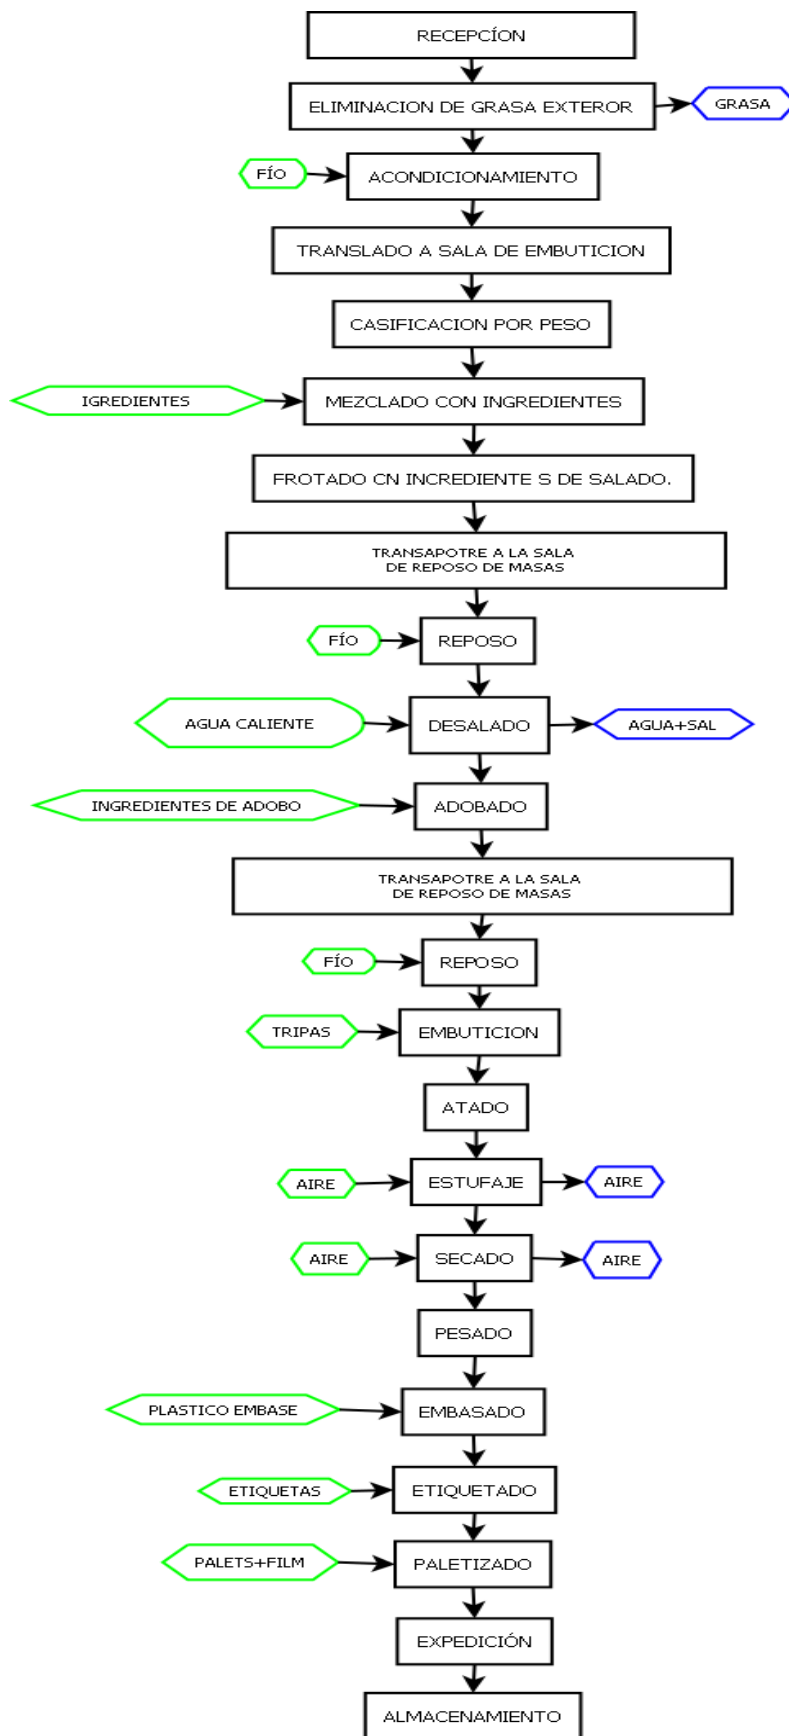 RECEPCÍON
ELIMINACION DE GRASA EXTEROR
GRASA
FÍO
ACONDICIONAMIENTO
TRANSLADO A SALA DE EMBUTICION
CASIFICACION POR PESO
IGREDIENTES
MEZCLADO CON INGREDIENTES
FROTADO CN INCREDIENTE S DE SALADO.
TRANSAPOTRE A LA SALA
DE REPOSO DE MASAS
FÍO
REPOSO
AGUA CALIENTE
DESALADO
AGUA+SAL
INGREDIENTES DE ADOBO
ADOBADO
TRANSAPOTRE A LA SALA
DE REPOSO DE MASAS
FÍO
REPOSO
TRIPAS
EMBUTICION
ATADO
AIRE
ESTUFAJE
AIRE
AIRE
SECADO
AIRE
PESADO
PLASTICO EMBASE
EMBASADO
ETIQUETAS
ETIQUETADO
PALETS+FILM
PALETIZADO
EXPEDICIÓN
ALMACENAMIENTO